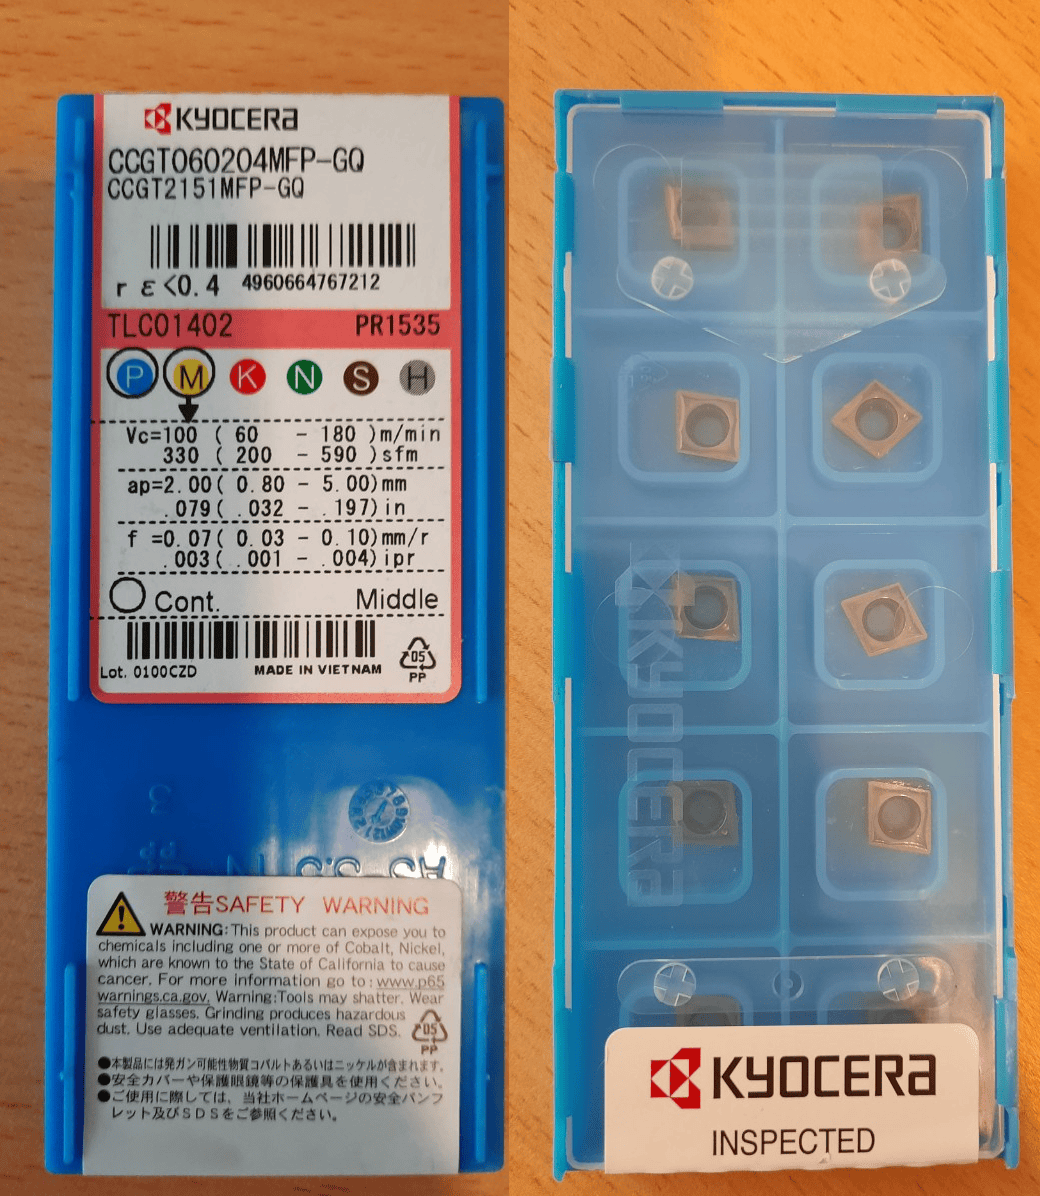 KYOCERA
CCGT060204MFP-GQ
CCGT2151MFP-GQ
r ε<0.4 4960664767212
TLC01402 PR1535
P M K N S H
Vc=100 ( 60 - 180 )m/min
330 ( 200 - 590 )sfm
ap=2.00( 0.80 - 5.00)mm
.079( .032 - .197)in
f =0.07( 0.03 - 0.10)mm/r
.003( .001 - .004)ipr
Cont. Middle
Lot. 0100CZD MADE IN VIETNAM
05
PP
警告SAFETY WARNING
WARNING: This product can expose you to
chemicals including one or more of Cobalt, Nickel,
which are known to the State of California to cause
cancer. For more information go to: www.p65
warnings.ca.gov. Warning:Tools may shatter. Wear
safety glasses. Grinding produces hazardous
dust. Use adequate ventilation. Read SDS.
05
PP
●本製品には発ガン可能性物質コバルトあるいはニッケルが含まれます。
●安全カバーや保護眼鏡等の保護具を使用ください。
●ご使用に際しては、当社ホームページの安全パンフ
レット及びSDSをご参照ください。
KYOCERA
KYOCERA
INSPECTED